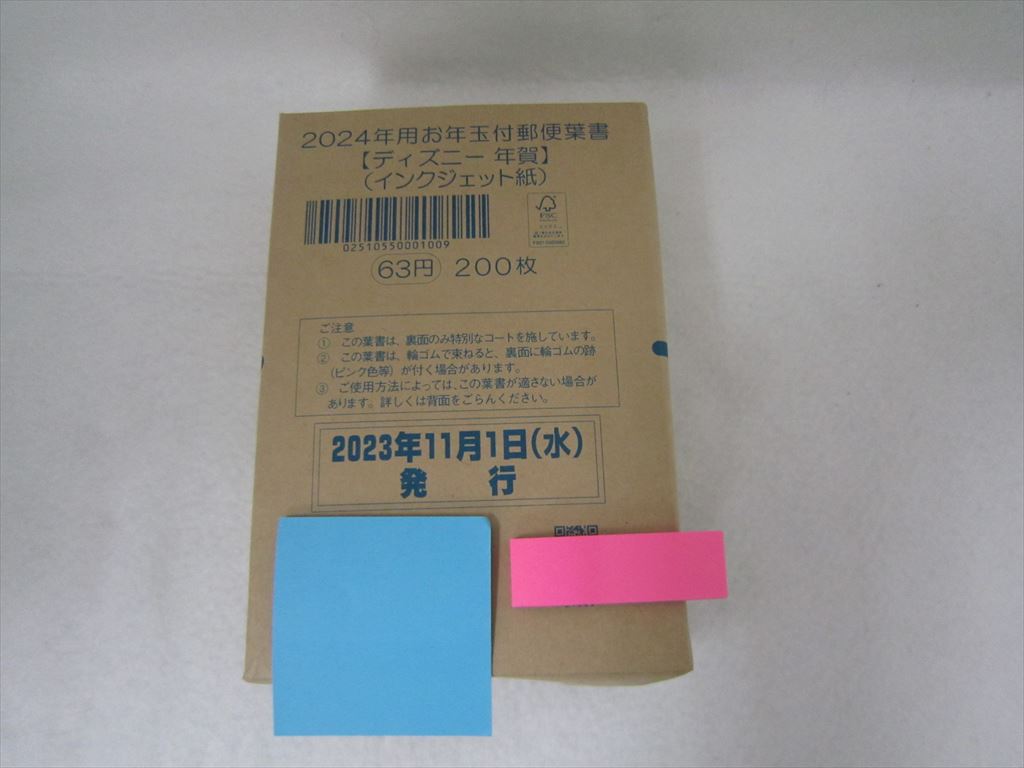 2024年用お年玉付郵便葉書
【ディズニー 年賀】
（インクジェット紙）
FSC
02510550001009
63円 200枚
ご注意
① この葉書は、裏面のみ特別なコートを施しています。
② この葉書は、輪ゴムで束ねると、裏面に輪ゴムの跡
（ピンク色等）が付く場合があります。
③ ご使用方法によっては、この葉書が適さない場合が
あります。詳しくは背面をごらんください。
2023年11月1日（水）
発 行